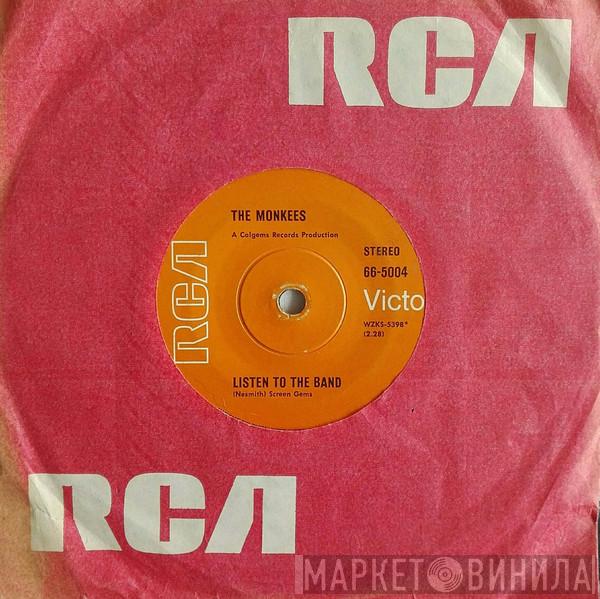 RCA
THE MONKEES
A Colgems Records Production
STEREO
66-5004
RCA
Victo
WZKS-5398*
(2.28)
LISTEN TO THE BAND
(Nesmith) Screen Gems
RCA
МАРКЕТ ВИНИЛА